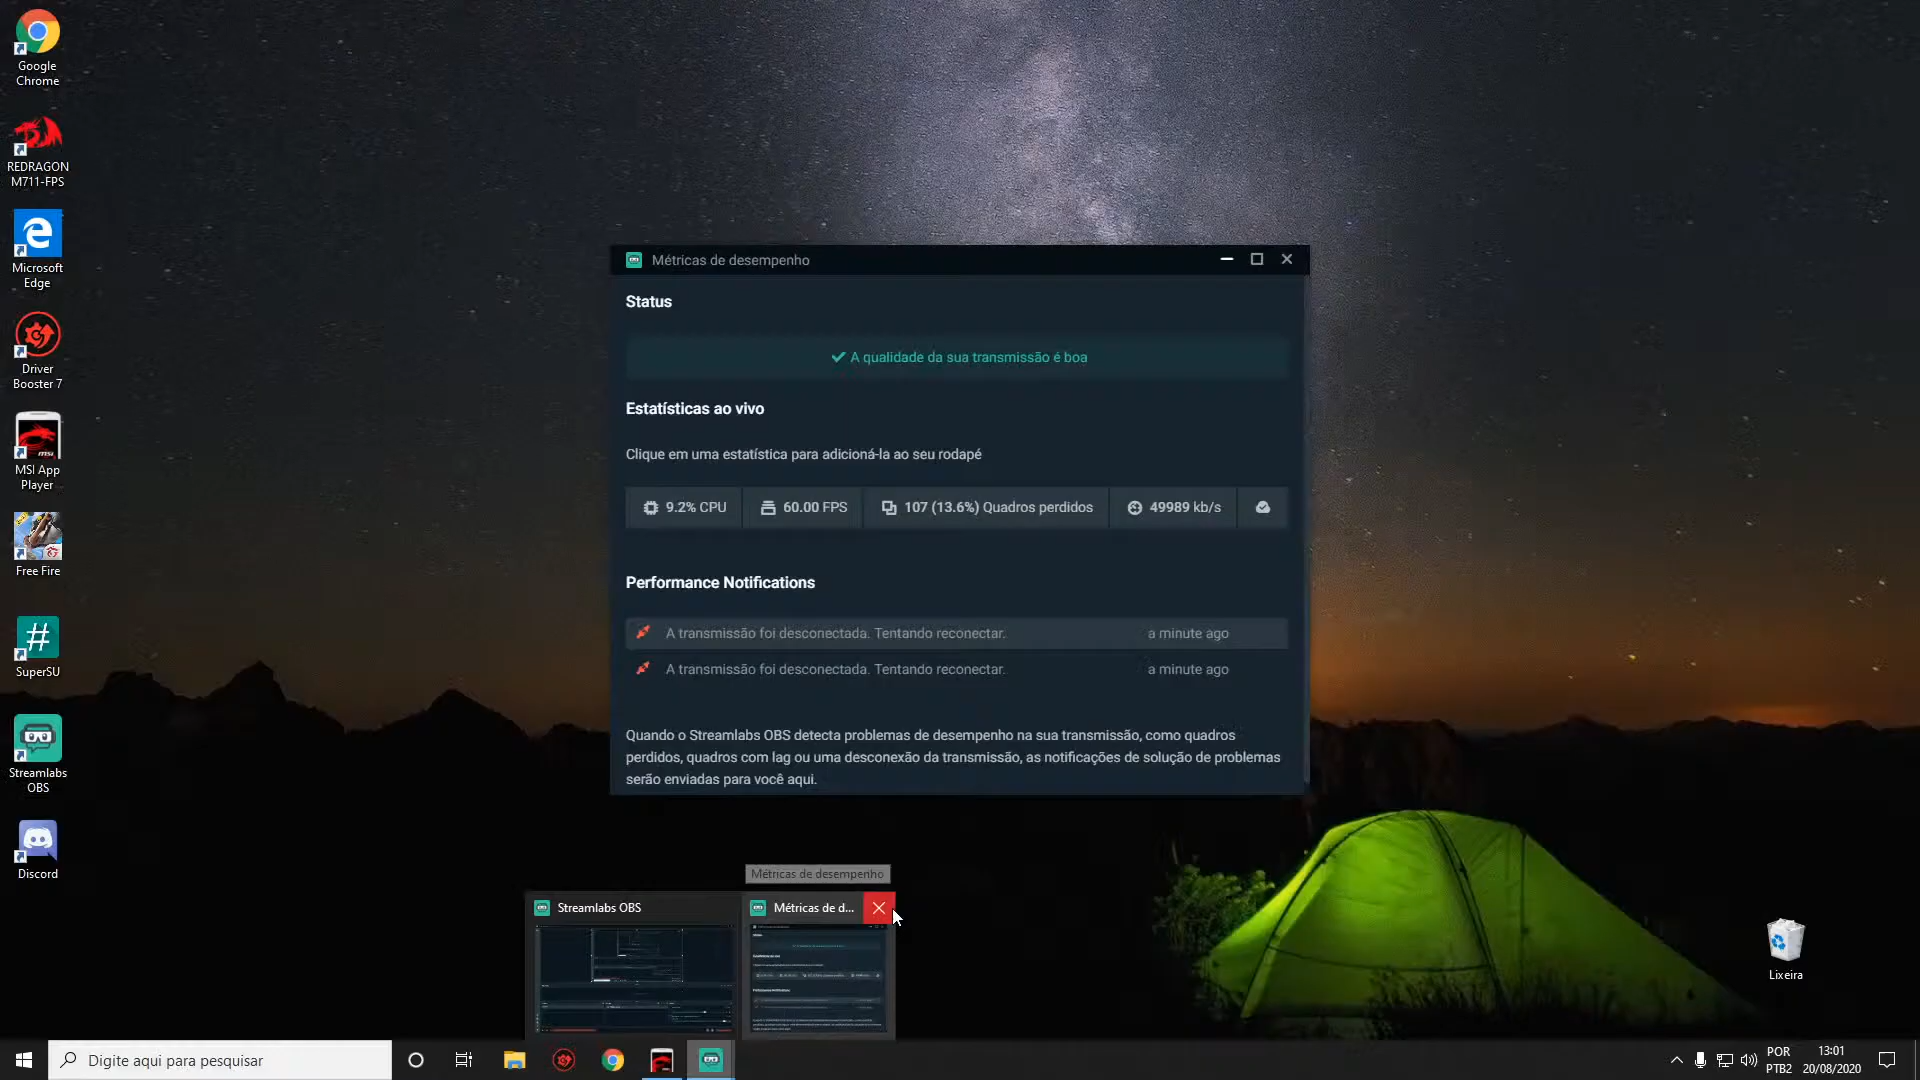 Google
Chrome
REDRAGON
M711-FPS
Microsoft
Edge
Driver
Booster 7
msi
MSI App
Player
Free Fire
#
SuperSU
Streamlabs
OBS
Discord
Métricas de desempenho
Status
A qualidade da sua transmissão é boa
Estatísticas ao vivo
Clique em uma estatística para adicioná-la ao seu rodapé
9.2% CPU
60.00 FPS
107 (13.6%) Quadros perdidos
49989 kb/s
Performance Notifications
A transmissão foi desconectada. Tentando reconectar. a minute ago
A transmissão foi desconectada. Tentando reconectar. a minute ago
Quando o Streamlabs OBS detecta problemas de desempenho na sua transmissão, como quadros
perdidos, quadros com lag ou uma desconexão da transmissão, as notificações de solução de problemas
serão enviadas para você aqui.
Métricas de desempenho
Streamlabs OBS
Métricas de d...
Lixeira
Digite aqui para pesquisar
POR
PTB2
13:01
20/08/2020